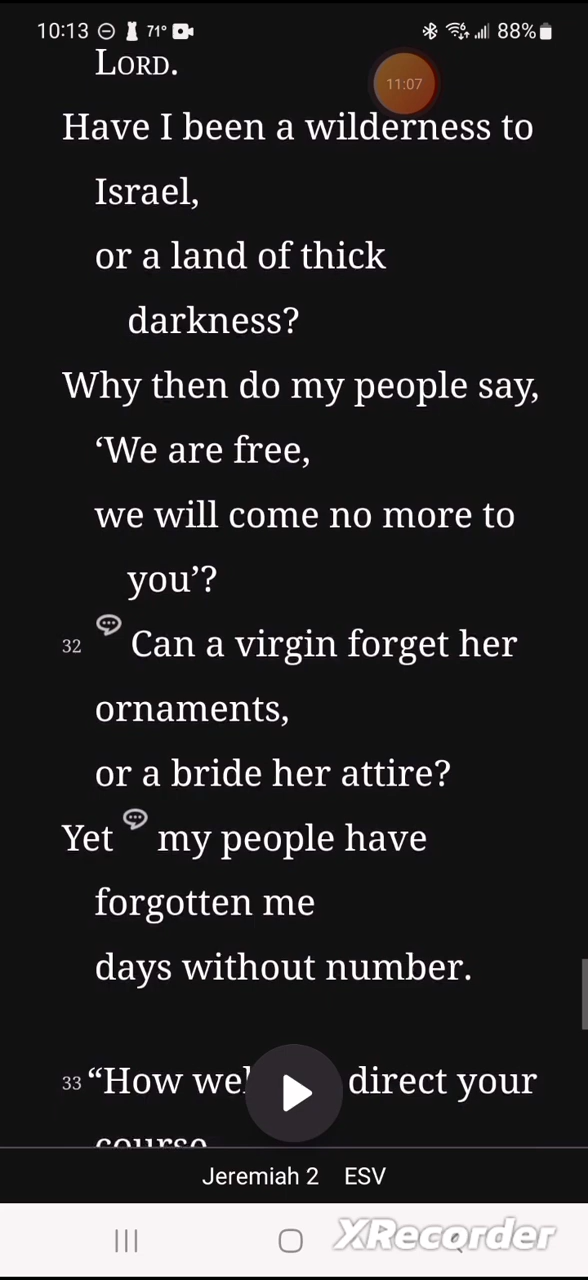 10:13 71° 88%
LORD.
11:07
Have I been a wilderness to
Israel,
or a land of thick
darkness?
Why then do my people say,
‘We are free,
we will come no more to
you’?
32 Can a virgin forget her
ornaments,
or a bride her attire?
Yet my people have
forgotten me
days without number.
33 “How direct your
course
Jeremiah 2 ESV
XRecorder